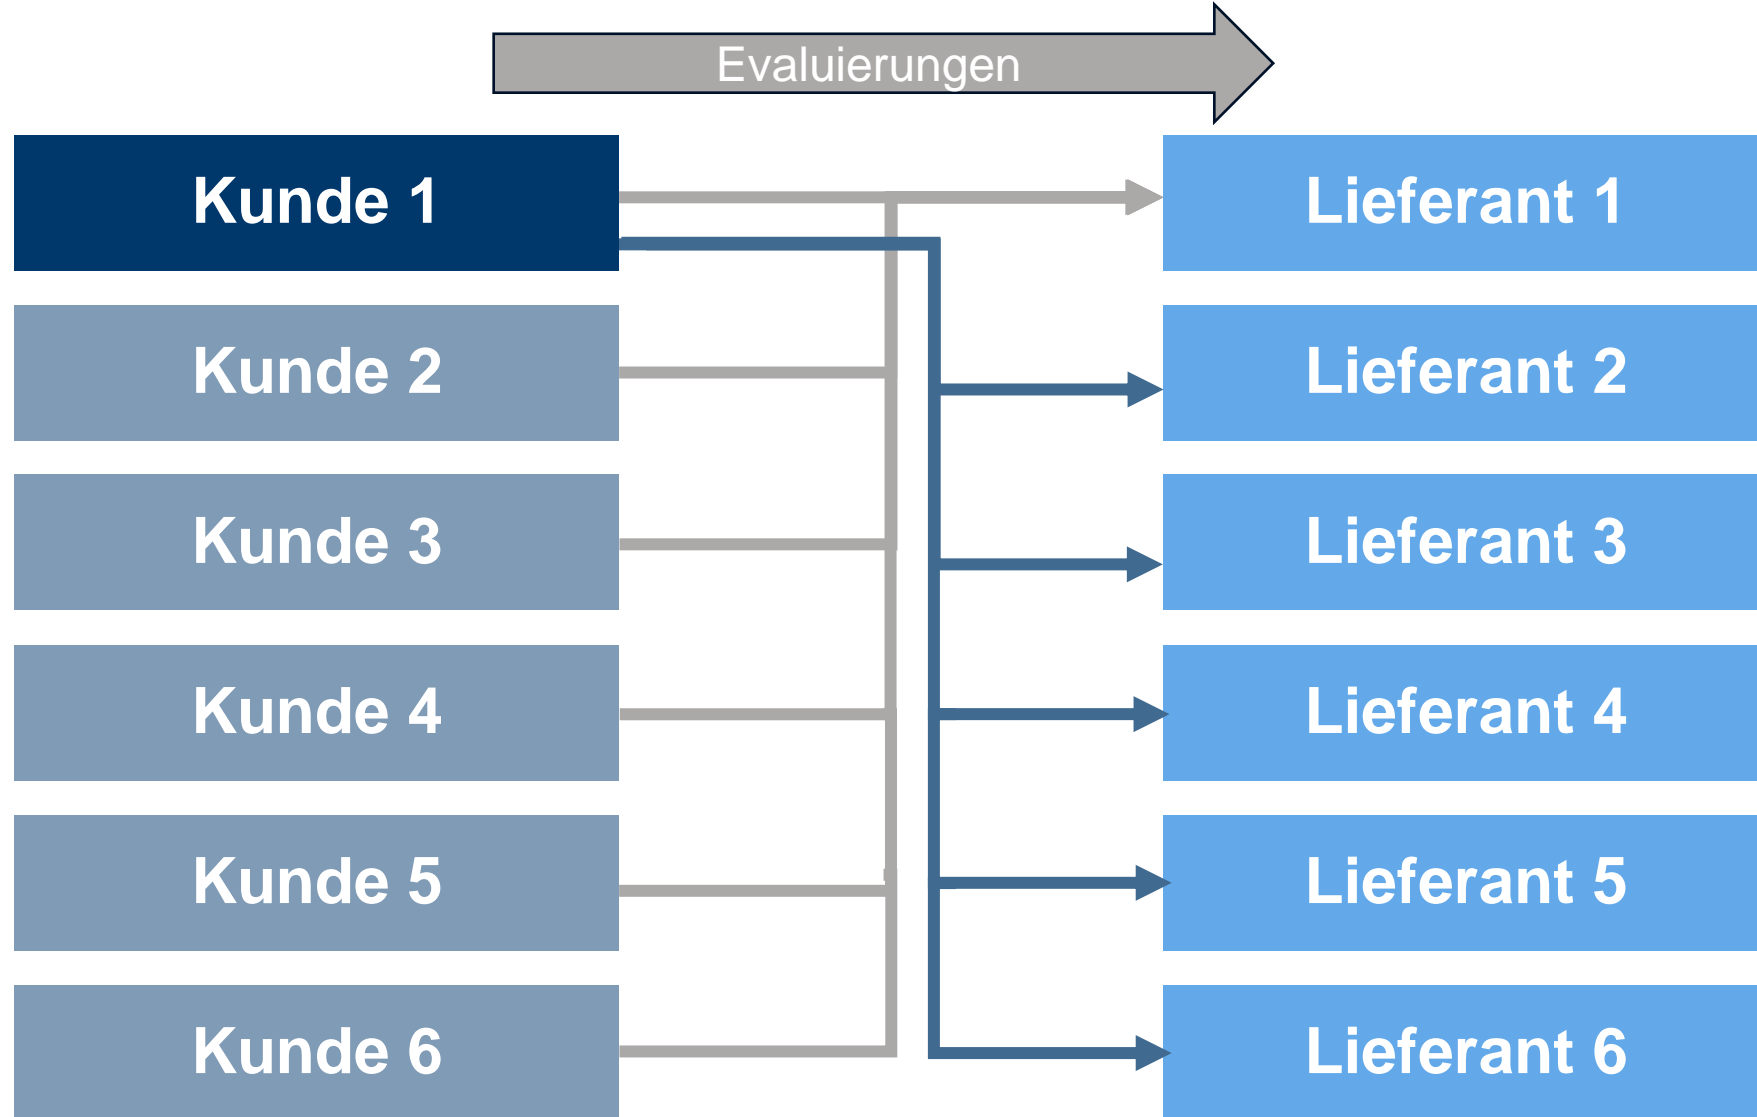 Evaluierungen
Kunde 1
Lieferant 1
Kunde 2
Lieferant 2
Kunde 3
Lieferant 3
Kunde 4
Lieferant 4
Kunde 5
Lieferant 5
Kunde 6
Lieferant 6